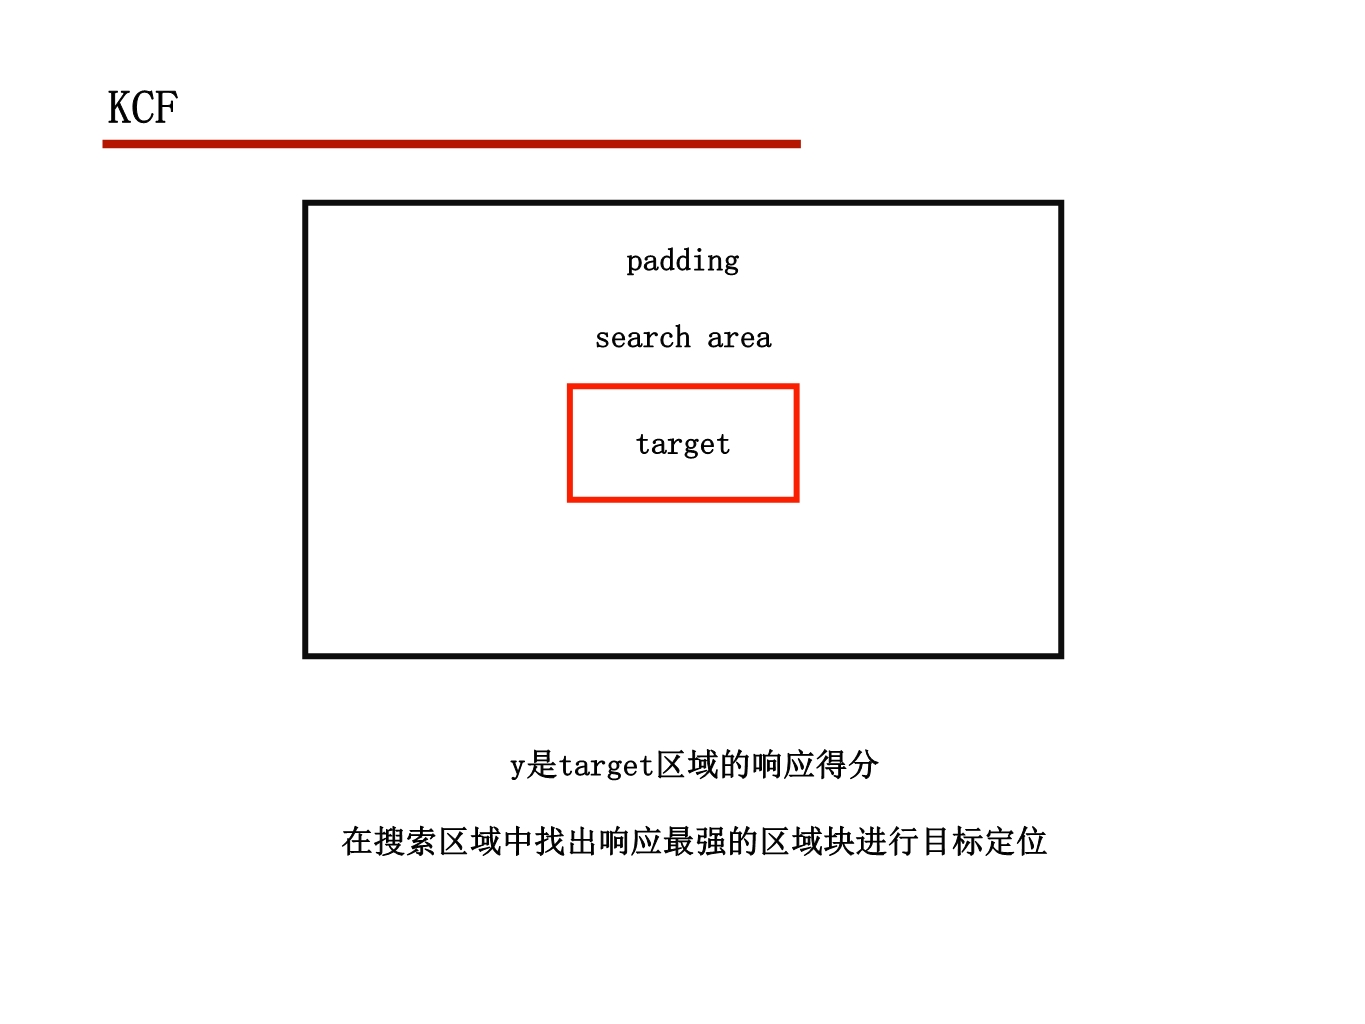 KCF
padding
search area
target
y是target区域的响应得分
在搜索区域中找出响应最强的区域块进行目标定位